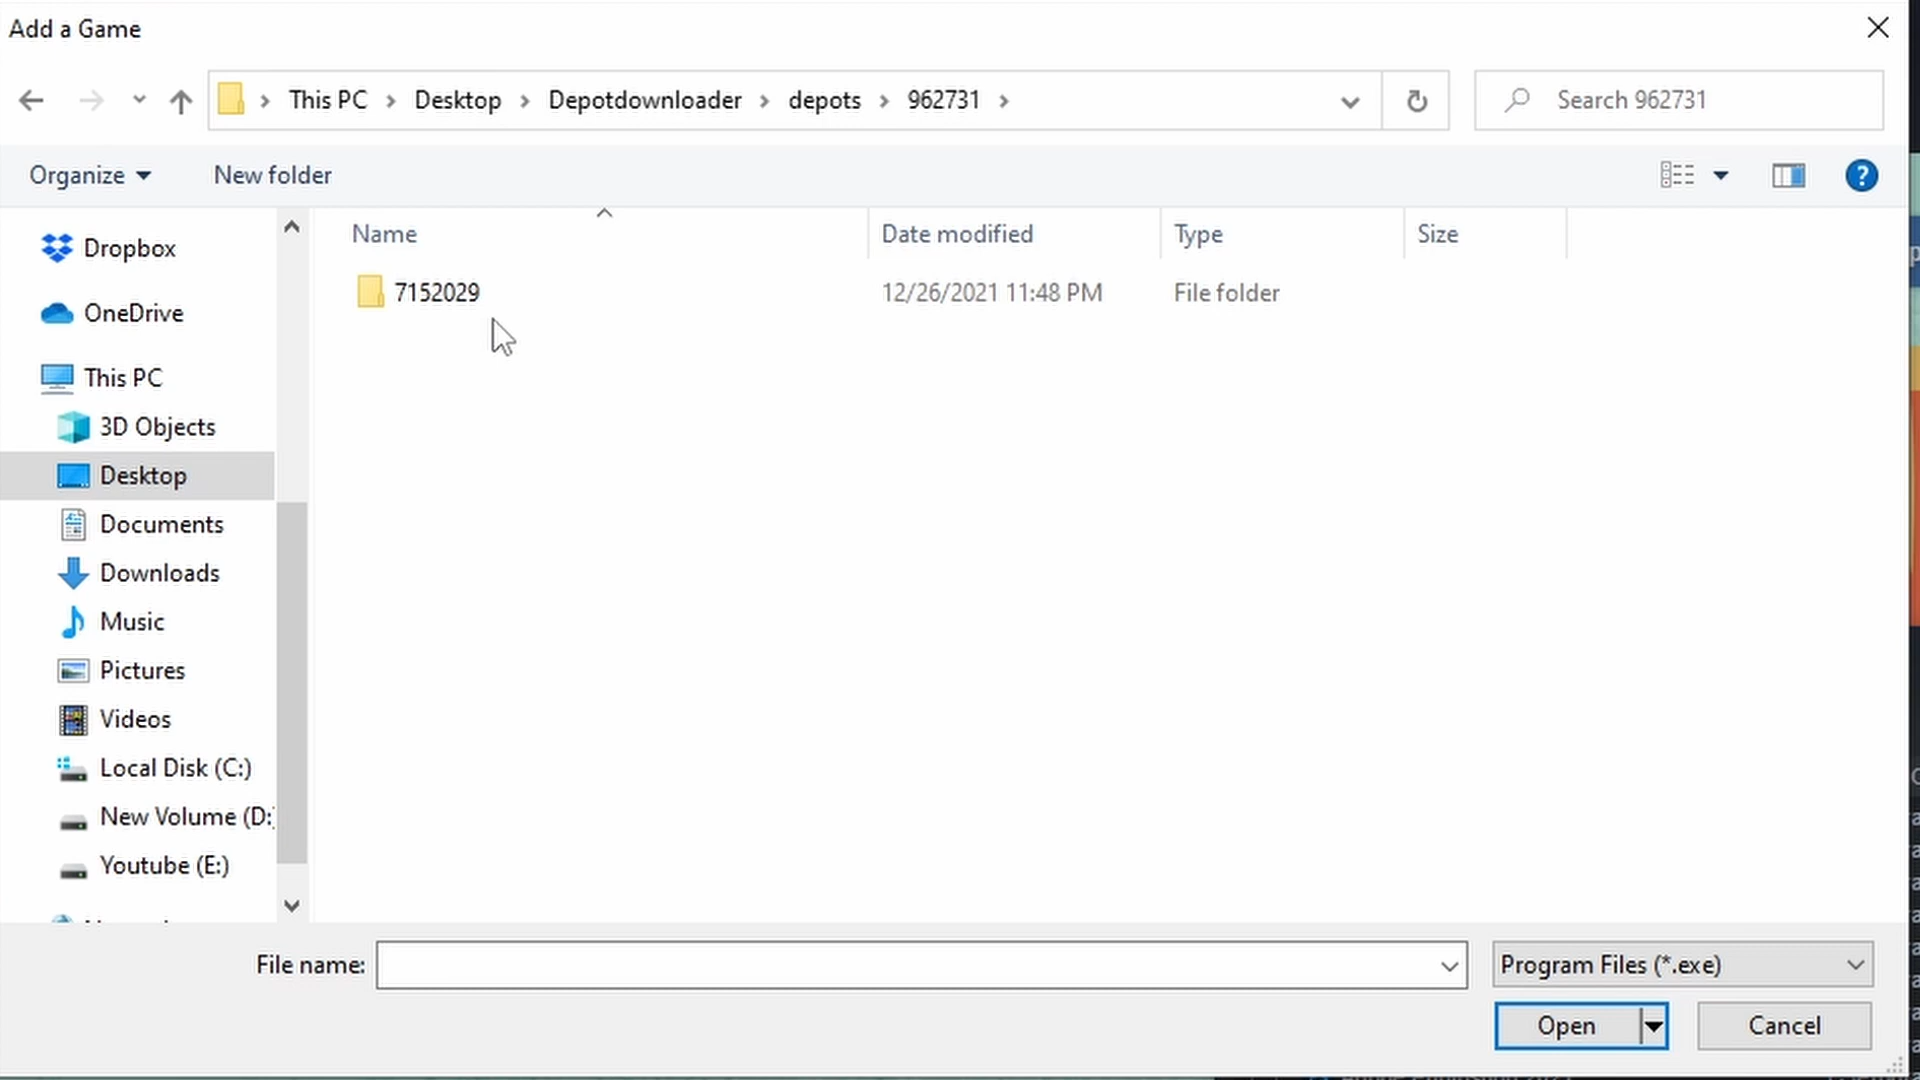 Add a Game
This PC > Desktop > Depotdownloader > depots > 962731 >
Search 962731
Organize
New folder
Name
Date modified
Type
Size
7152029
12/26/2021 11:48 PM
File folder
Dropbox
OneDrive
This PC
3D Objects
Desktop
Documents
Downloads
Music
Pictures
Videos
Local Disk (C:)
New Volume (D:
Youtube (E:)
File name:
Program Files (*.exe)
Open
Cancel